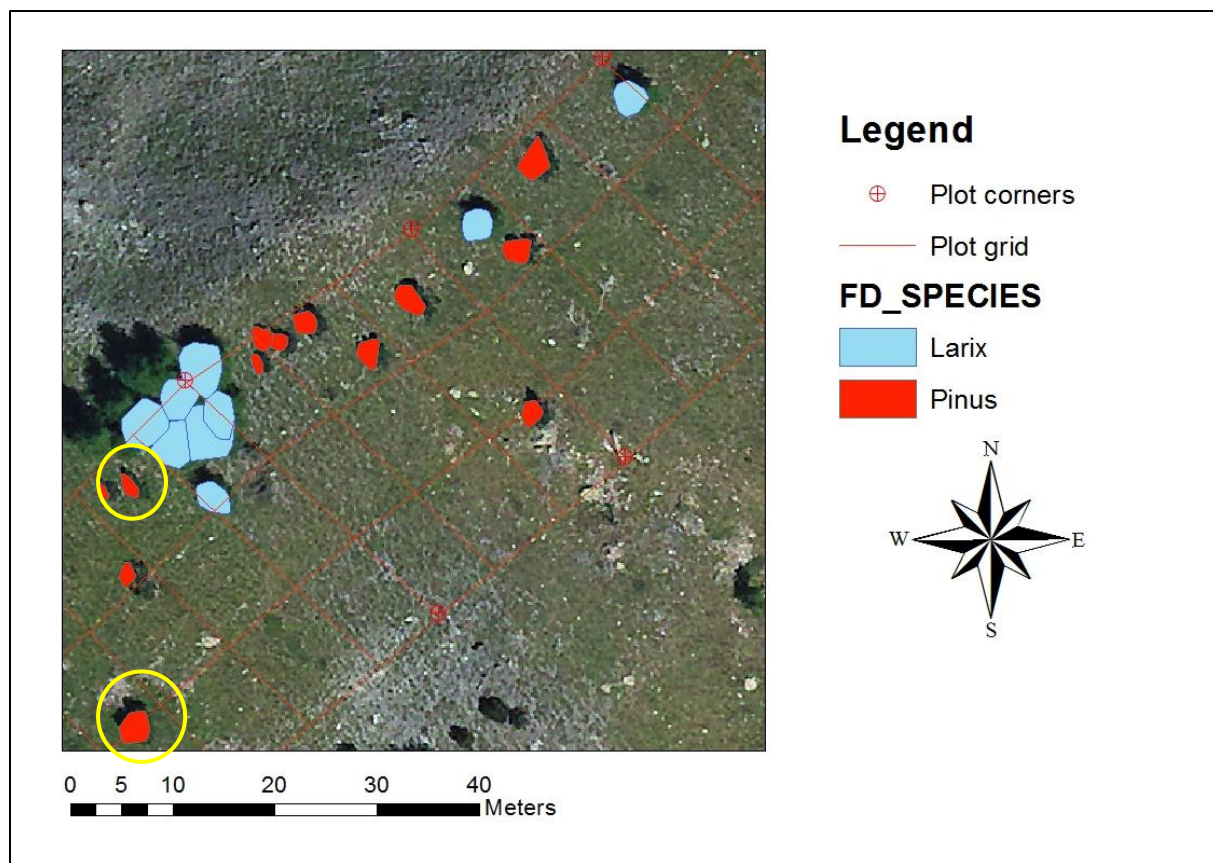 Legend
Plot corners
Plot grid
FD_SPECIES
Larix
Pinus
N
W E
S
0 5 10 20 30 40
Meters